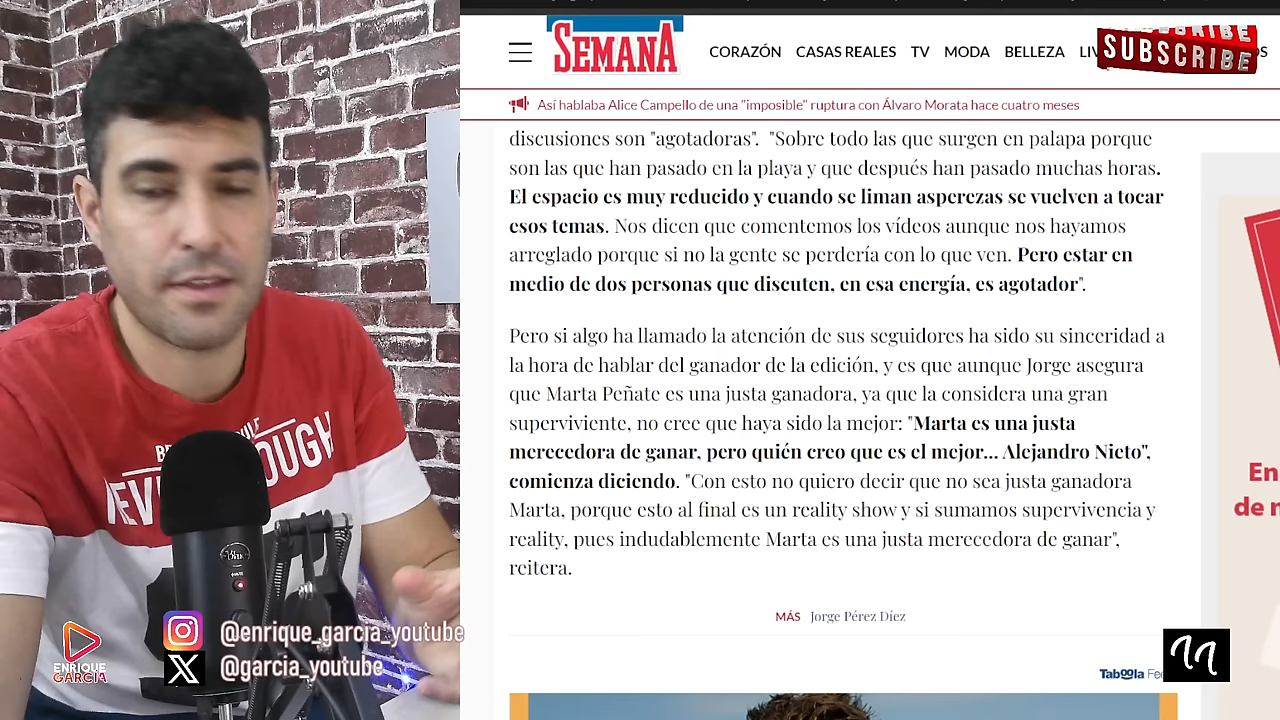 SEMANA
CORAZÓN CASAS REALES TV MODA BELLEZA
SUBSCRIBE
Así hablaba Alice Campello de una "imposible" ruptura con Álvaro Morata hace cuatro meses
discusiones son "agotadoras". "Sobre todo las que surgen en palapa porque
son las que han pasado en la playa y que después han pasado muchas horas.
El espacio es muy reducido y cuando se liman asperezas se vuelven a tocar
esos temas. Nos dicen que comentemos los vídeos aunque nos hayamos
arreglado porque si no la gente se perdería con lo que ven. Pero estar en
medio de dos personas que discuten, en esa energía, es agotador".
Pero si algo ha llamado la atención de sus seguidores ha sido su sinceridad a
la hora de hablar del ganador de la edición, y es que aunque Jorge asegura
que Marta Peñate es una justa ganadora, ya que la considera una gran
superviviente, no cree que haya sido la mejor: "Marta es una justa
merecedora de ganar, pero quién creo que es el mejor... Alejandro Nieto",
comienza diciendo. "Con esto no quiero decir que no sea justa ganadora
Marta, porque esto al final es un reality show y si sumamos supervivencia y
reality, pues indudablemente Marta es una justa merecedora de ganar",
reitera.
MÁS Jorge Pérez Díez
Taboola
En
de
@enrique_garcia_youtube
@garcia_youtube
ENRIQUE
GARCÍA